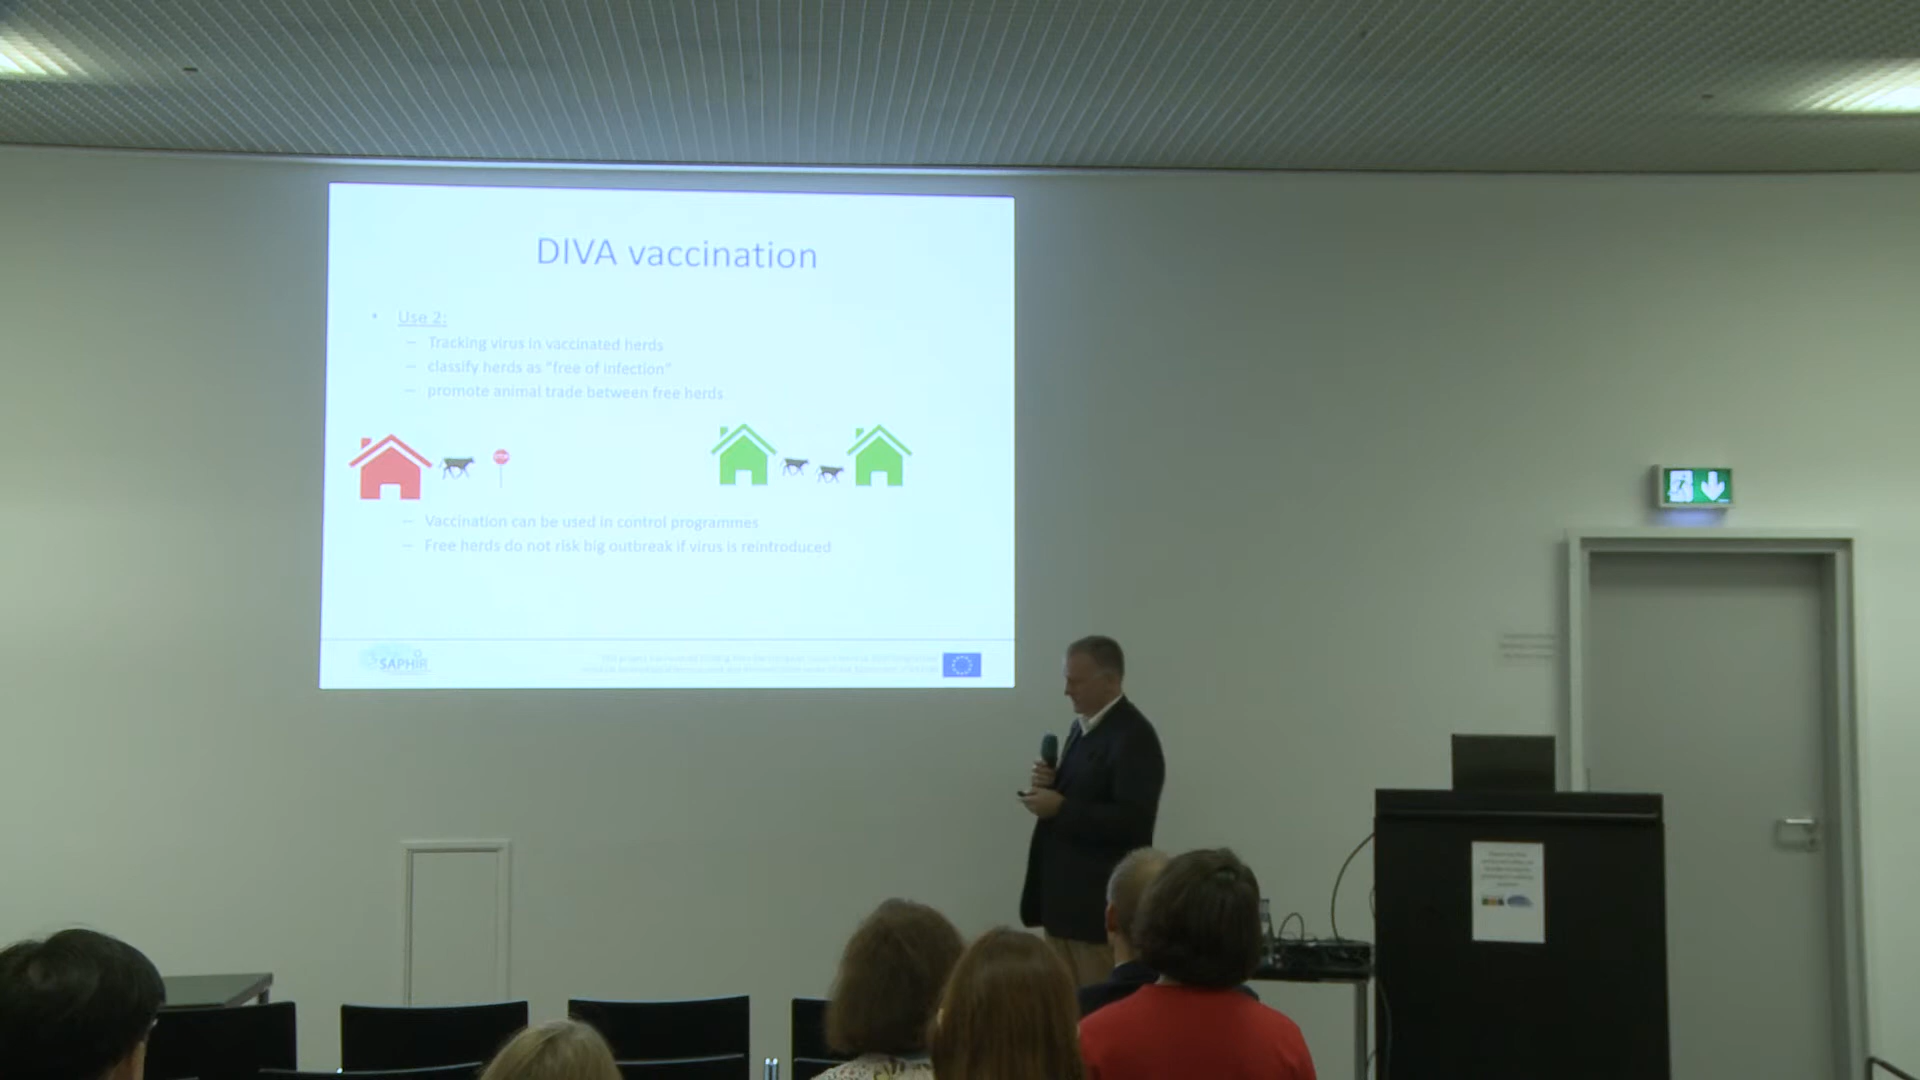 DIVA vaccination
• Use 2:
– Tracking virus in vaccinated herds
– classify herds as "free of infection"
– promote animal trade between free herds
STOP
– Vaccination can be used in control programmes
– Free herds do not risk big outbreak if virus is reintroduced
SAPHIR